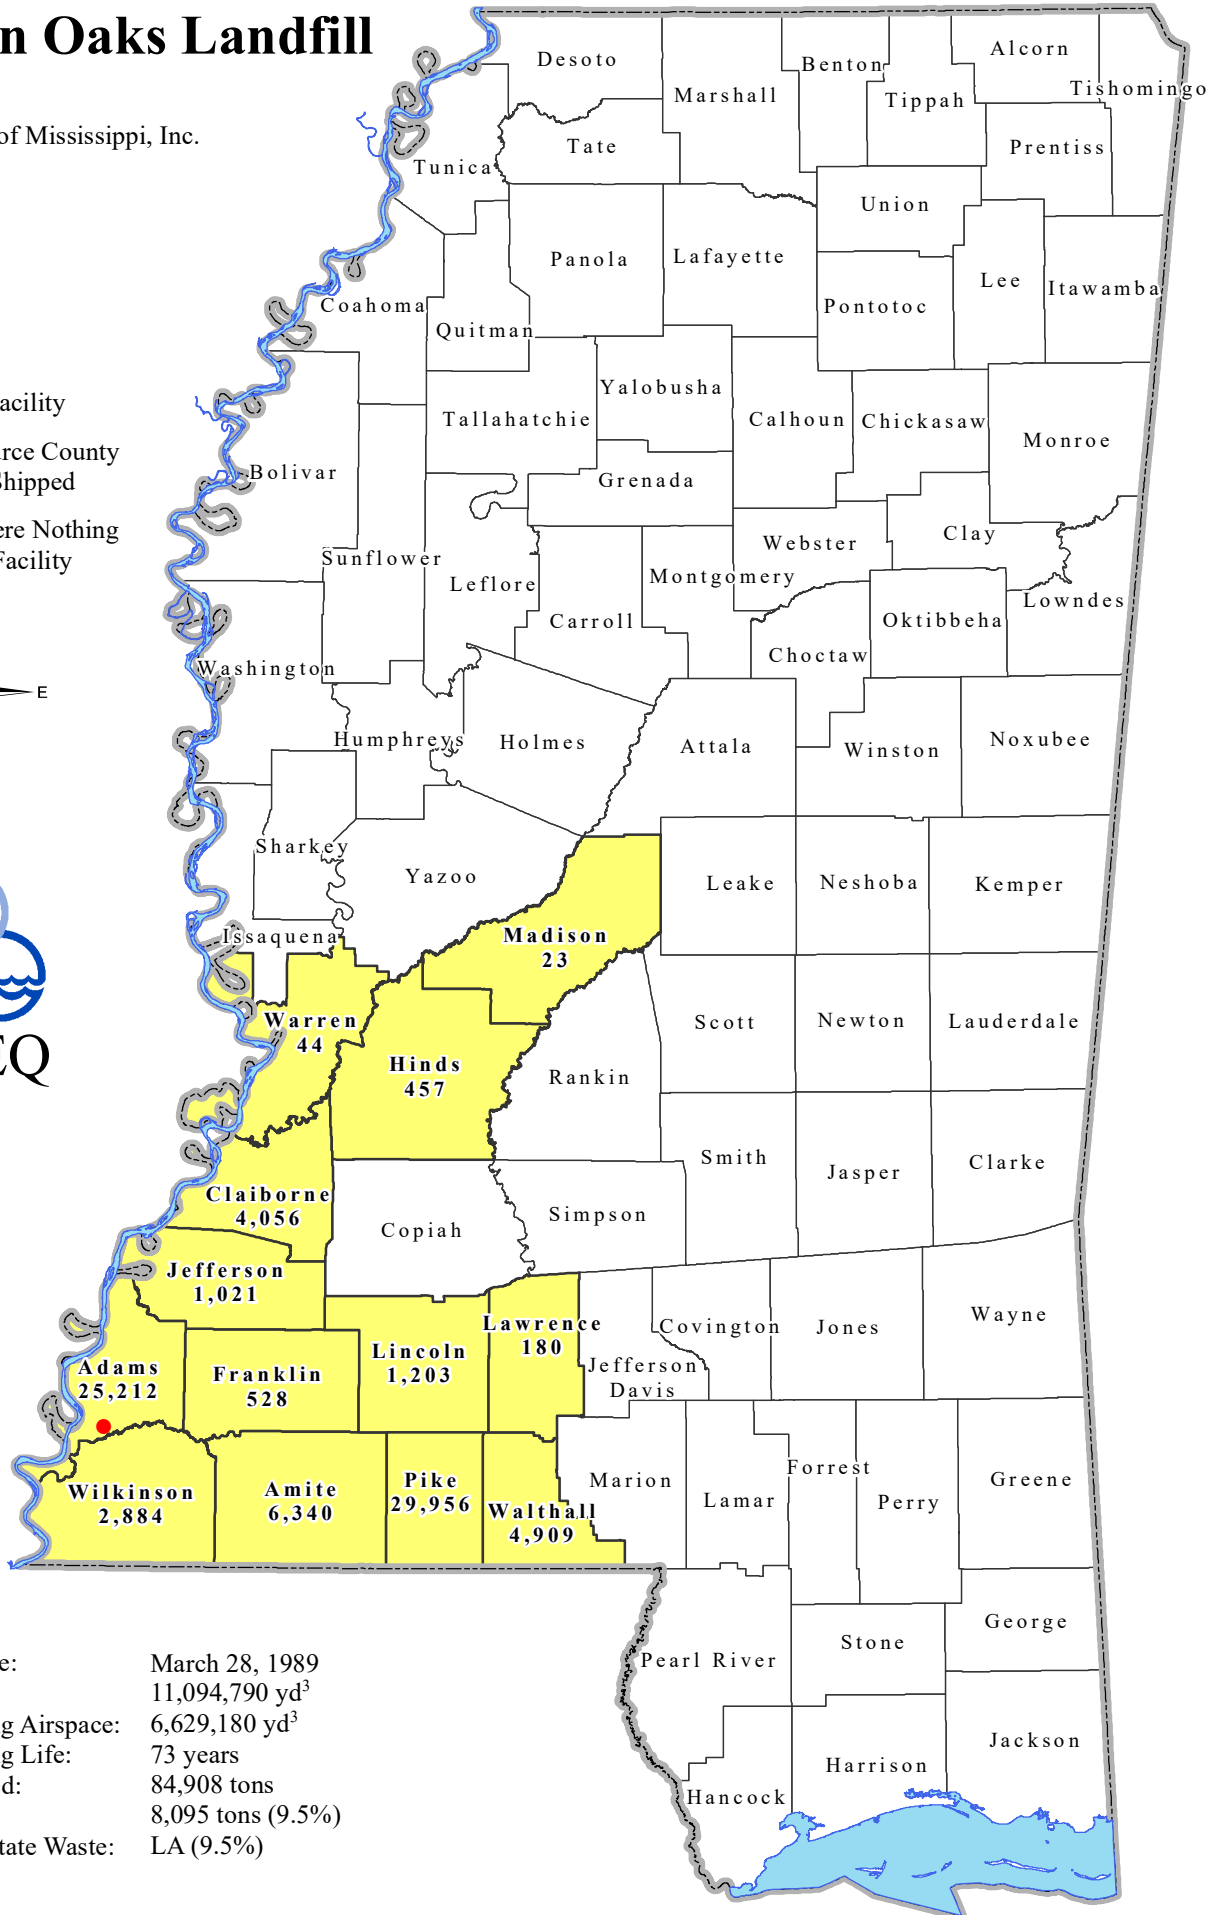 n Oaks Landfill
of Mississippi, Inc.
Desoto
Marshall
Benton
Tippah
Alcorn
Tishomingo
Tate
Tunica
Prentiss
Union
Panola
Lafayette
Coahoma
Quitman
Pontotoc
Lee
Itawamba
acility
urce County
Shipped
ere Nothing
Facility
E
Yalobusha
Tallahatchie
Calhoun
Chickasaw
Monroe
Bolivar
Grenada
Sunflower
Leflore
Webster
Clay
Montgomery
Carroll
Oktibbeha
Lowndes
Choctaw
Washington
Humphreys
Holmes
Attala
Winston
Noxubee
Sharkey
Yazoo
Leake
Neshoba
Kemper
Issaquena
Madison
23
Warren
44
Hinds
457
Rankin
Scott
Newton
Lauderdale
EQ
Smith
Jasper
Clarke
Claiborne
4,056
Copiah
Simpson
Jefferson
1,021
Lawrence
180
Lincoln
1,203
Covington
Jones
Wayne
Adams
25,212
Franklin
528
Jefferson
Davis
Wilkinson
2,884
Amite
6,340
Pike
29,956
Walthall
4,909
Marion
Lamar
Forrest
Perry
Greene
Pearl River
Stone
George
Hancock
Harrison
Jackson
e: March 28, 1989
11,094,790 yd³
g Airspace: 6,629,180 yd³
g Life: 73 years
d: 84,908 tons
8,095 tons (9.5%)
tate Waste: LA (9.5%)